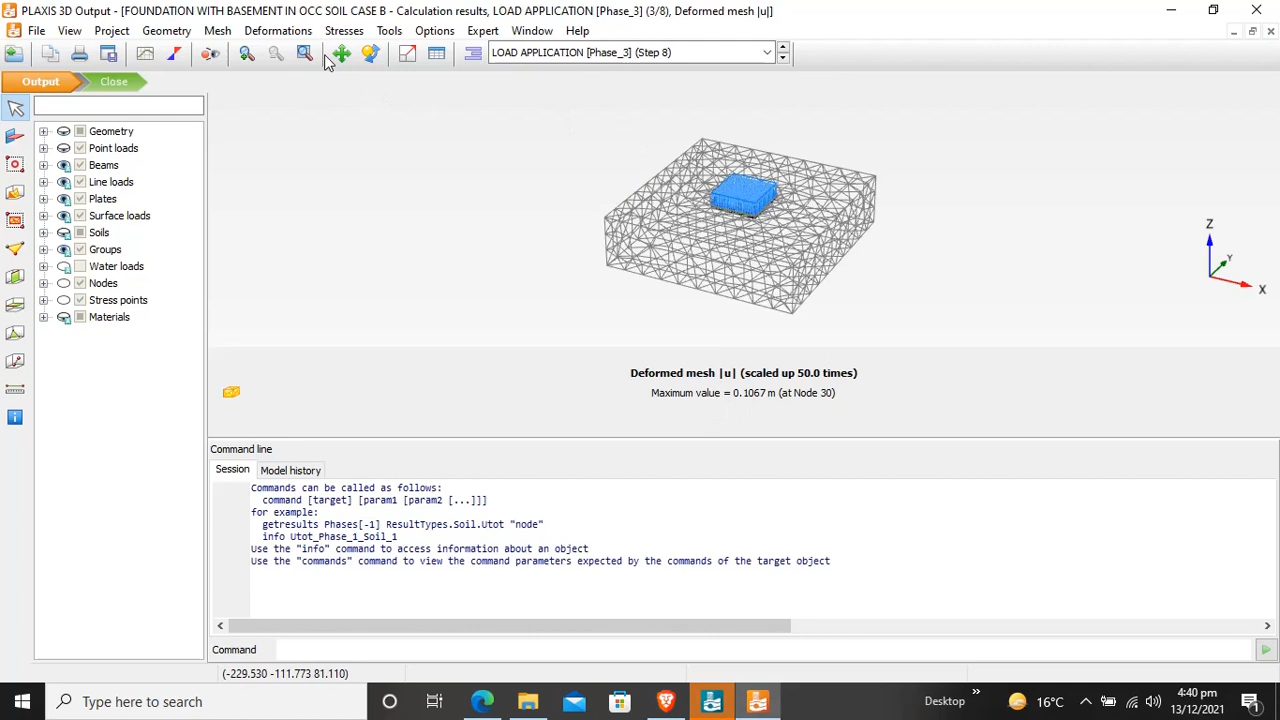 PLAXIS 3D Output - [FOUNDATION WITH BASEMENT IN OCC SOIL CASE B - Calculation results, LOAD APPLICATION [Phase_3] (3/8), Deformed mesh |u|]
File View Project Geometry Mesh Deformations Stresses Tools Options Expert Window Help
LOAD APPLICATION [Phase_3] (Step 8)
Output Close
Geometry
Point loads
Beams
Line loads
Plates
Surface loads
Soils
Groups
Water loads
Nodes
Stress points
Materials
Z
Y
X
Deformed mesh |u| (scaled up 50.0 times)
Maximum value = 0.1067 m (at Node 30)
Command line
Session Model history
Commands can be called as follows:
command [target] [param1 [param2 [...]]]
for example:
getresults Phases[-1] ResultTypes.Soil.Utot "node"
info Utot_Phase_1_Soil_1
Use the "info" command to access information about an object
Use the "commands" command to view the command parameters expected by the commands of the target object
Command
(-229.530 -111.773 81.110)
Type here to search
Desktop
16°C
4:40 pm
13/12/2021
1